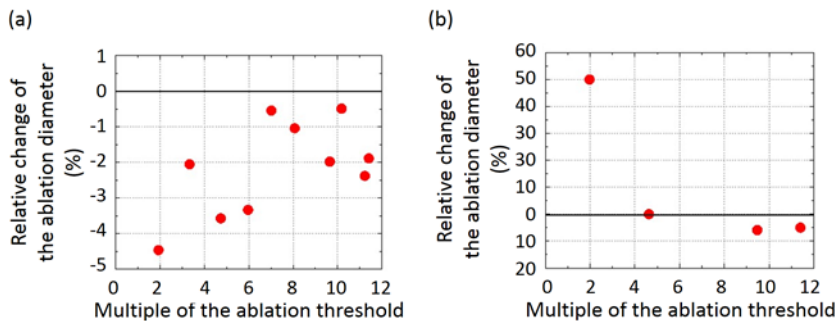 (a)
Relative change of
the ablation diameter
(%)
1
0
-1
-2
-3
-4
-5
0 2 4 6 8 10 12
Multiple of the ablation threshold
(b)
Relative change of
the ablation diameter
(%)
60
50
40
30
20
10
0
10
20
0 2 4 6 8 10 12
Multiple of the ablation threshold